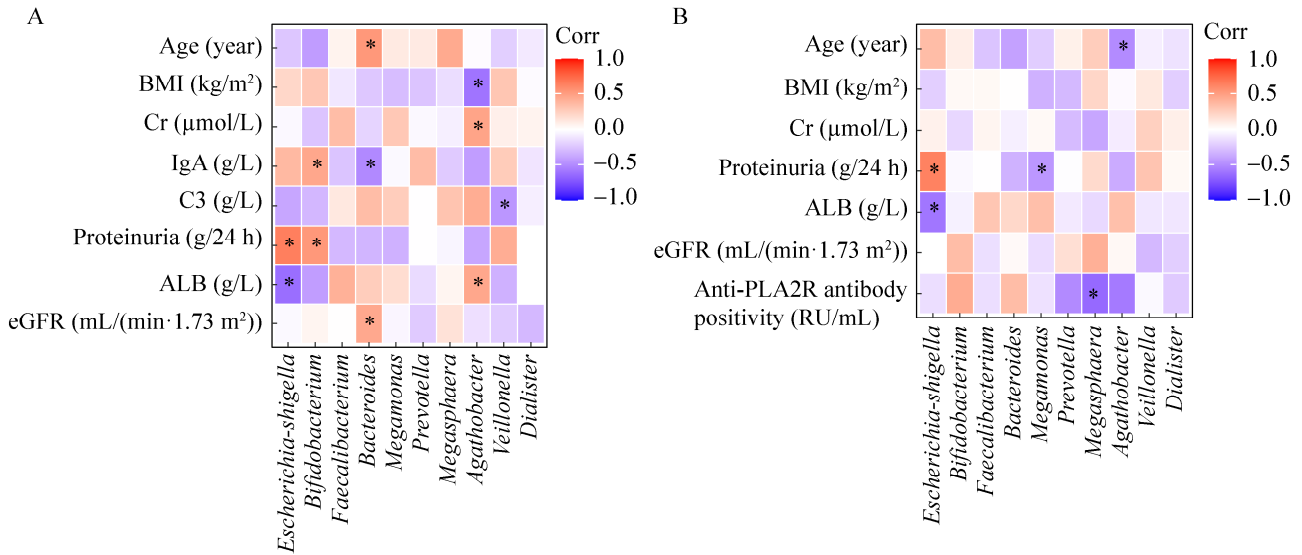 A
Age (year)
BMI (kg/m²)
Cr (μmol/L)
IgA (g/L)
C3 (g/L)
Proteinuria (g/24 h)
ALB (g/L)
eGFR (mL/(min·1.73 m²))
*
*
*
*
*
*
*
*
*
*
*
Escherichia-shigella
Bifidobacterium
Faecalibacterium
Bacteroides
Megamonas
Prevotella
Megasphaera
Agathobacter
Veillonella
Dialister
Corr
1.0
0.5
0.0
−0.5
−1.0
B
Age (year)
BMI (kg/m²)
Cr (μmol/L)
Proteinuria (g/24 h)
ALB (g/L)
eGFR (mL/(min·1.73 m²))
Anti-PLA2R antibody
positivity (RU/mL)
*
*
*
*
*
Escherichia-shigella
Bifidobacterium
Faecalibacterium
Bacteroides
Megamonas
Prevotella
Megasphaera
Agathobacter
Veillonella
Dialister
Corr
1.0
0.5
0.0
−0.5
−1.0